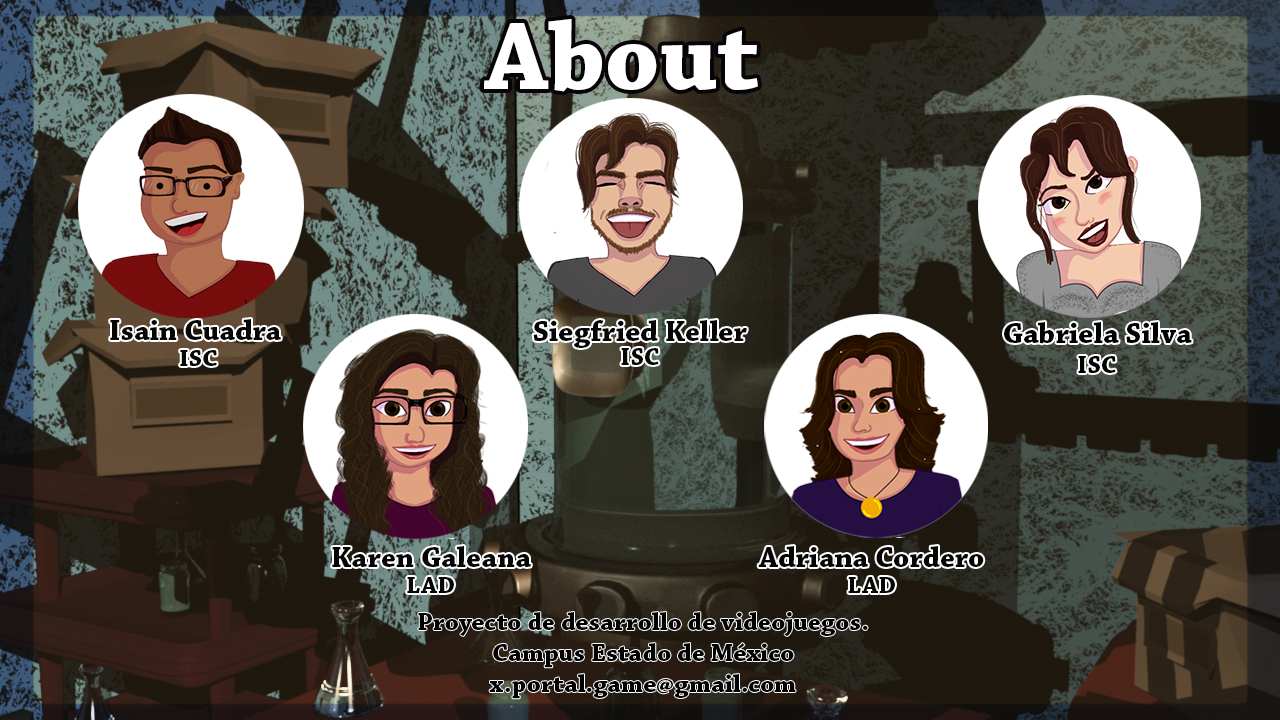 About
Isain Cuadra
ISC
Siegfried Keller
ISC
Gabriela Silva
ISC
Karen Galeana
LAD
Adriana Cordero
LAD
Proyecto de desarrollo de videojuegos.
Campus Estado de México
x.portal.game@gmail.com